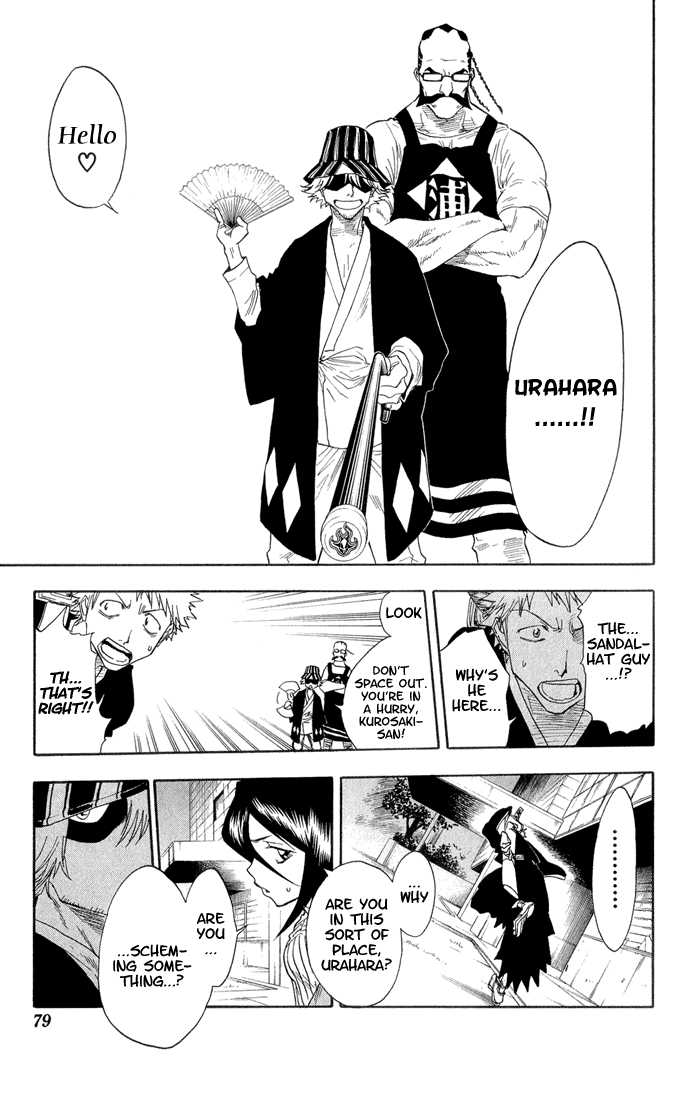 Hello
♡
浦
URAHARA
......!!
THE...
SANDAL-
HAT GUY
...!?
WHY'S
HE
HERE...
LOOK
DON'T
SPACE OUT.
YOU'RE IN
A HURRY,
KUROSAKI-
SAN!
TH...
THAT'S
RIGHT!!
..........
...
WHY
ARE YOU
IN THIS
SORT OF
PLACE,
URAHARA?
ARE
YOU
...
...SCHEM-
ING SOME-
THING...?
79